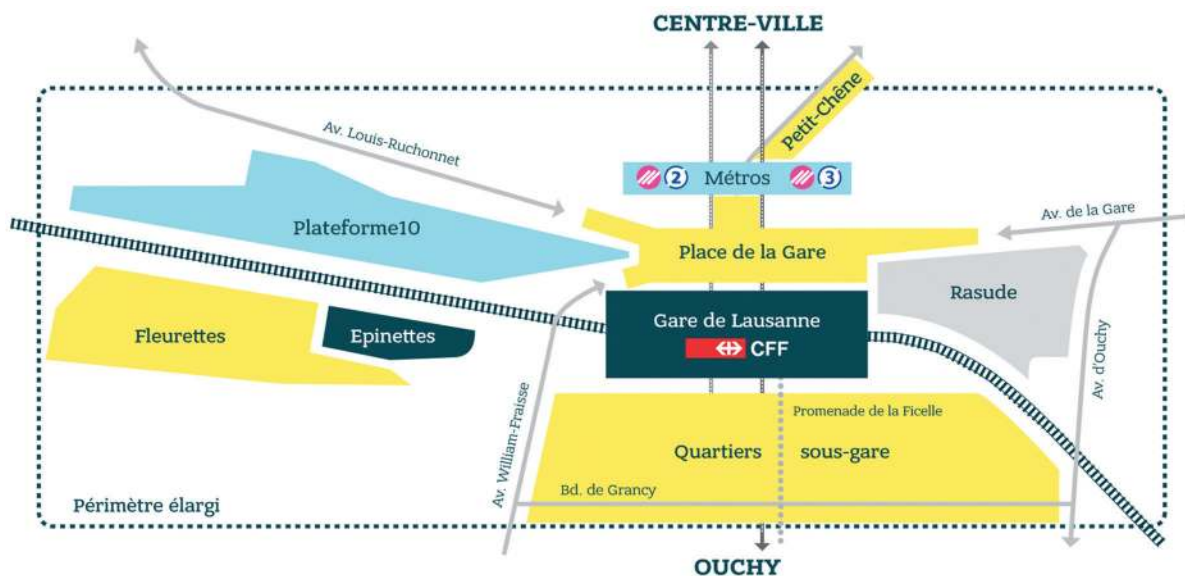 CENTRE-VILLE
Petit-Chêne
Av. Louis-Ruchonnet
2 Métros 3
Av. de la Gare
Plateforme10
Place de la Gare
Rasude
Gare de Lausanne
CFF
Fleurettes
Epinettes
Av. d'Ouchy
Av. William-Fraisse
Promenade de la Ficelle
Quartiers sous-gare
Bd. de Grancy
Périmètre élargi
OUCHY